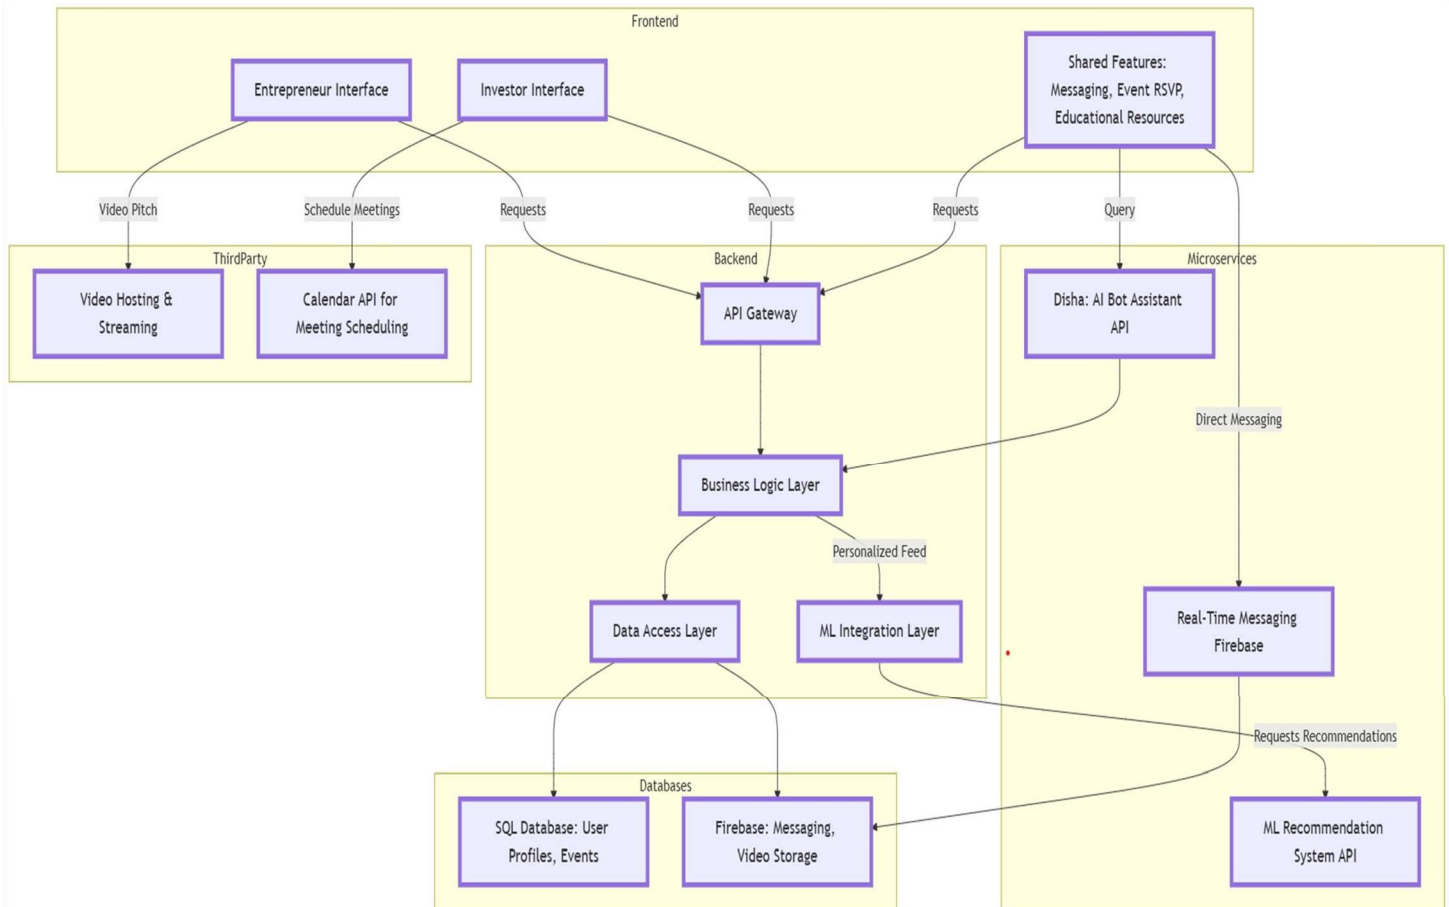 Frontend
Entrepreneur Interface
Investor Interface
Shared Features:
Messaging, Event RSVP,
Educational Resources
Video Pitch
Schedule Meetings
Requests
Requests
Requests
Query
ThirdParty
Video Hosting &
Streaming
Calendar API for
Meeting Scheduling
Backend
API Gateway
Microservices
Disha: AI Bot Assistant
API
Direct Messaging
Business Logic Layer
Personalized Feed
Data Access Layer
ML Integration Layer
Real-Time Messaging
Firebase
Requests Recommendations
Databases
SQL Database: User
Profiles, Events
Firebase: Messaging,
Video Storage
ML Recommendation
System API